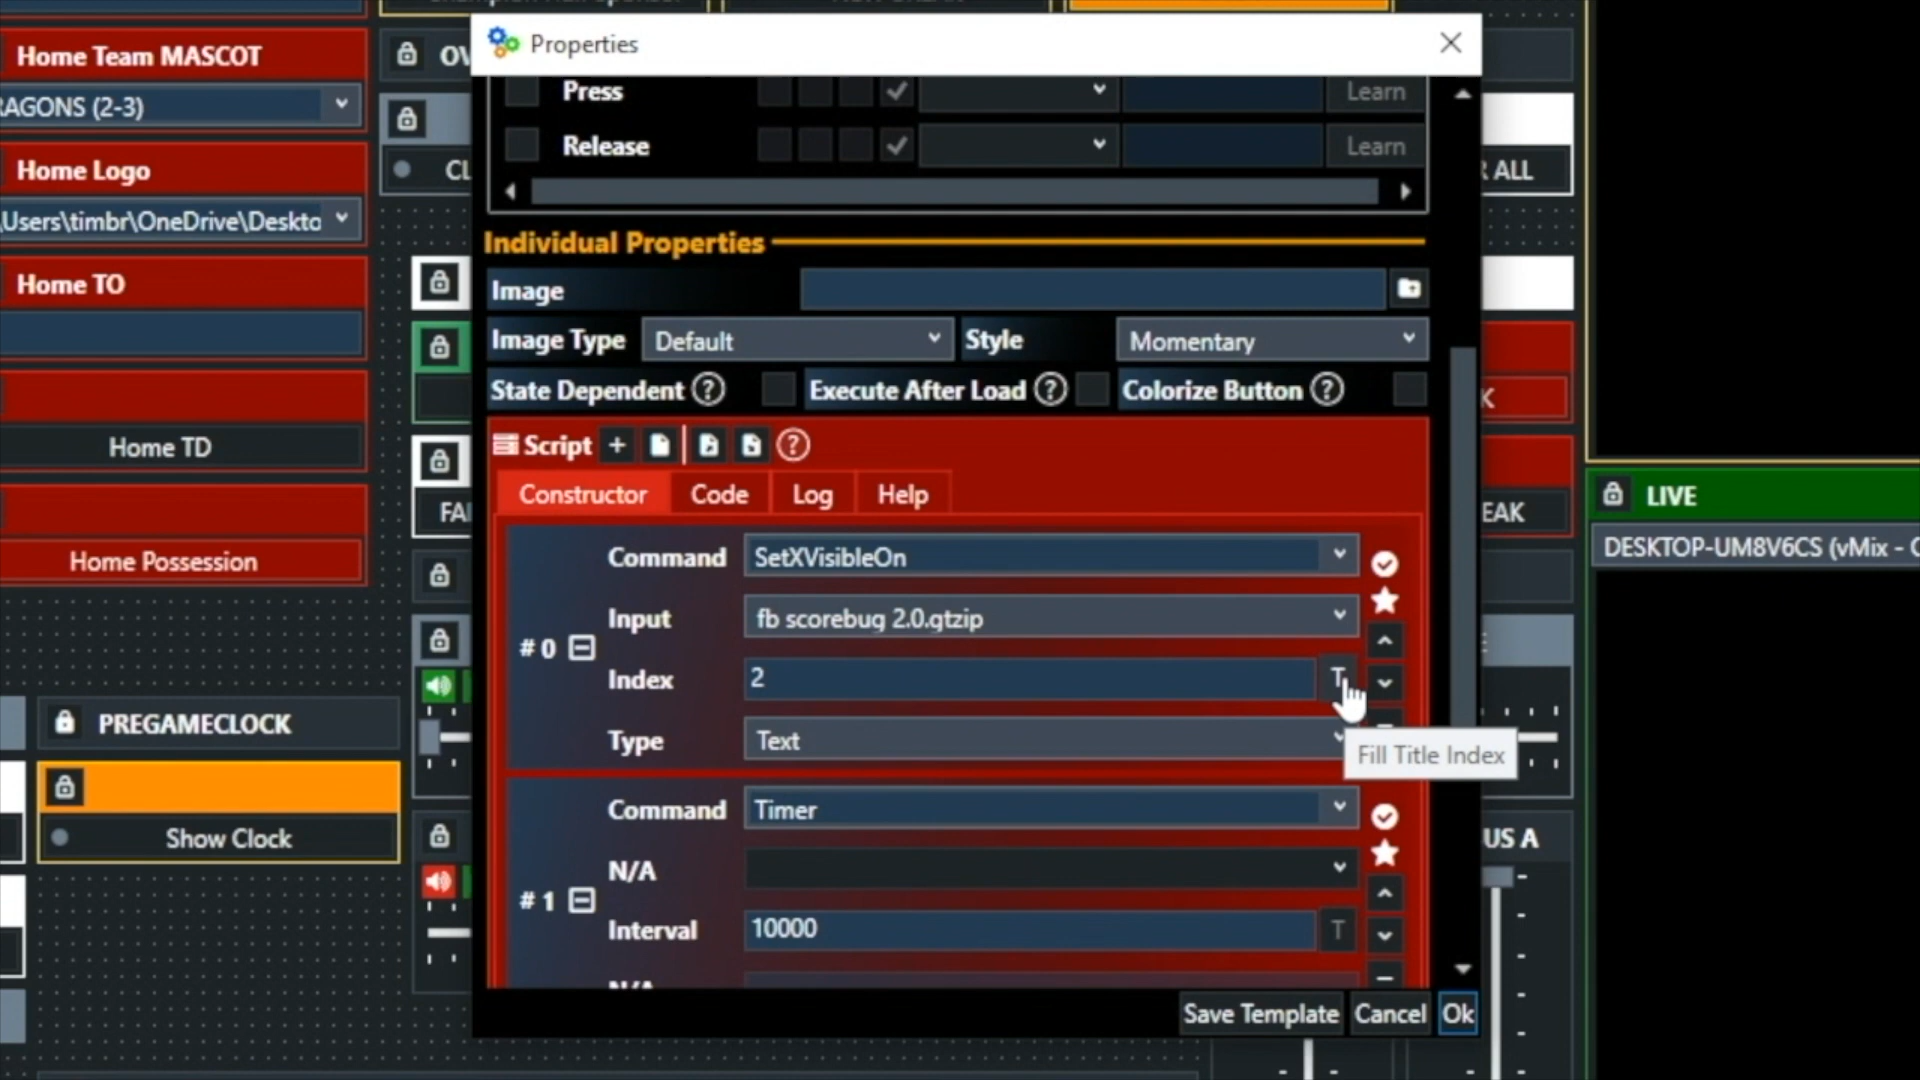 Home Team MASCOT
RAGONS (2-3)
Home Logo
\Users\timbr\OneDrive\Deskto
Home TO
Home TD
Home Possession
PREGAMECLOCK
Show Clock
OV
CL
FAI
Properties
Press
Learn
Release
Learn
Individual Properties
Image
Image Type
Default
Style
Momentary
State Dependent ?
Execute After Load ?
Colorize Button ?
Script + ?
Constructor
Code
Log
Help
# 0
Command
SetXVisibleOn
Input
fb scorebug 2.0.gtzip
Index
2
T
Type
Text
Fill Title Index
# 1
Command
Timer
N/A
Interval
10000
T
N/A
Save Template
Cancel
Ok
R ALL
K
EAK
US A
LIVE
DESKTOP-UM8V6CS (vMix - C